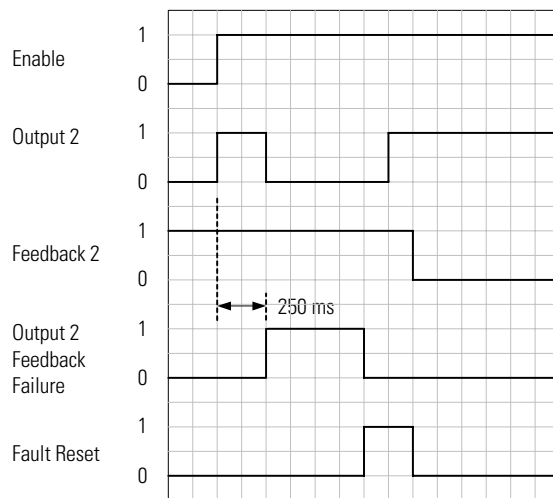 Enable
1
0
Output 2
1
0
Feedback 2
1
0
250 ms
Output 2
Feedback
Failure
1
0
Fault Reset
1
0